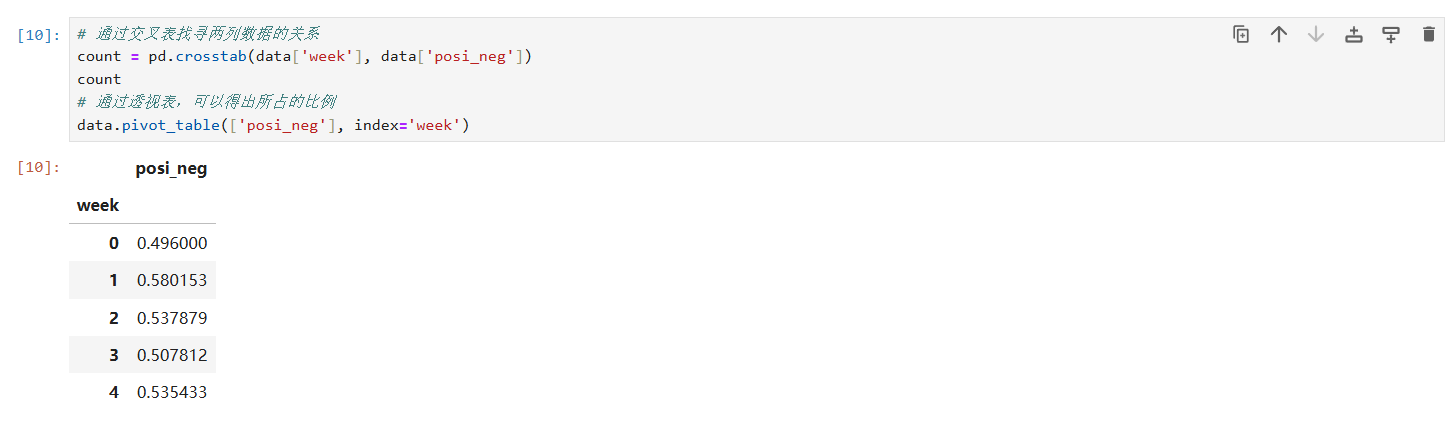 [10]: # 通过交叉表找寻两列数据的关系
count = pd.crosstab(data['week'], data['posi_neg'])
count
# 通过透视表，可以得出所占的比例
data.pivot_table(['posi_neg'], index='week')
[10]: posi_neg
week
0 0.496000
1 0.580153
2 0.537879
3 0.507812
4 0.535433